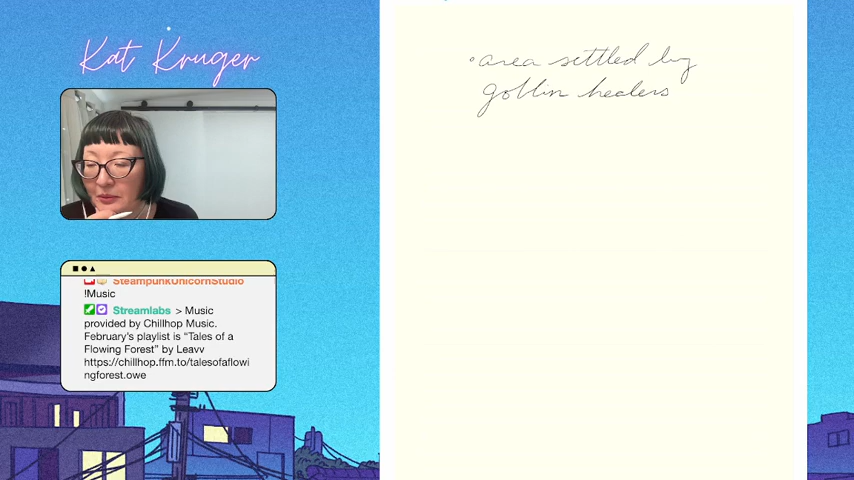 Kat Kruger
• area settled by
goblin healers
SteampunkUnicornStudio
!Music
Streamlabs > Music
provided by Chillhop Music.
February's playlist is “Tales of a
Flowing Forest” by Leavv
https://chillhop.ffm.to/talesofaflowi
ngforest.owe